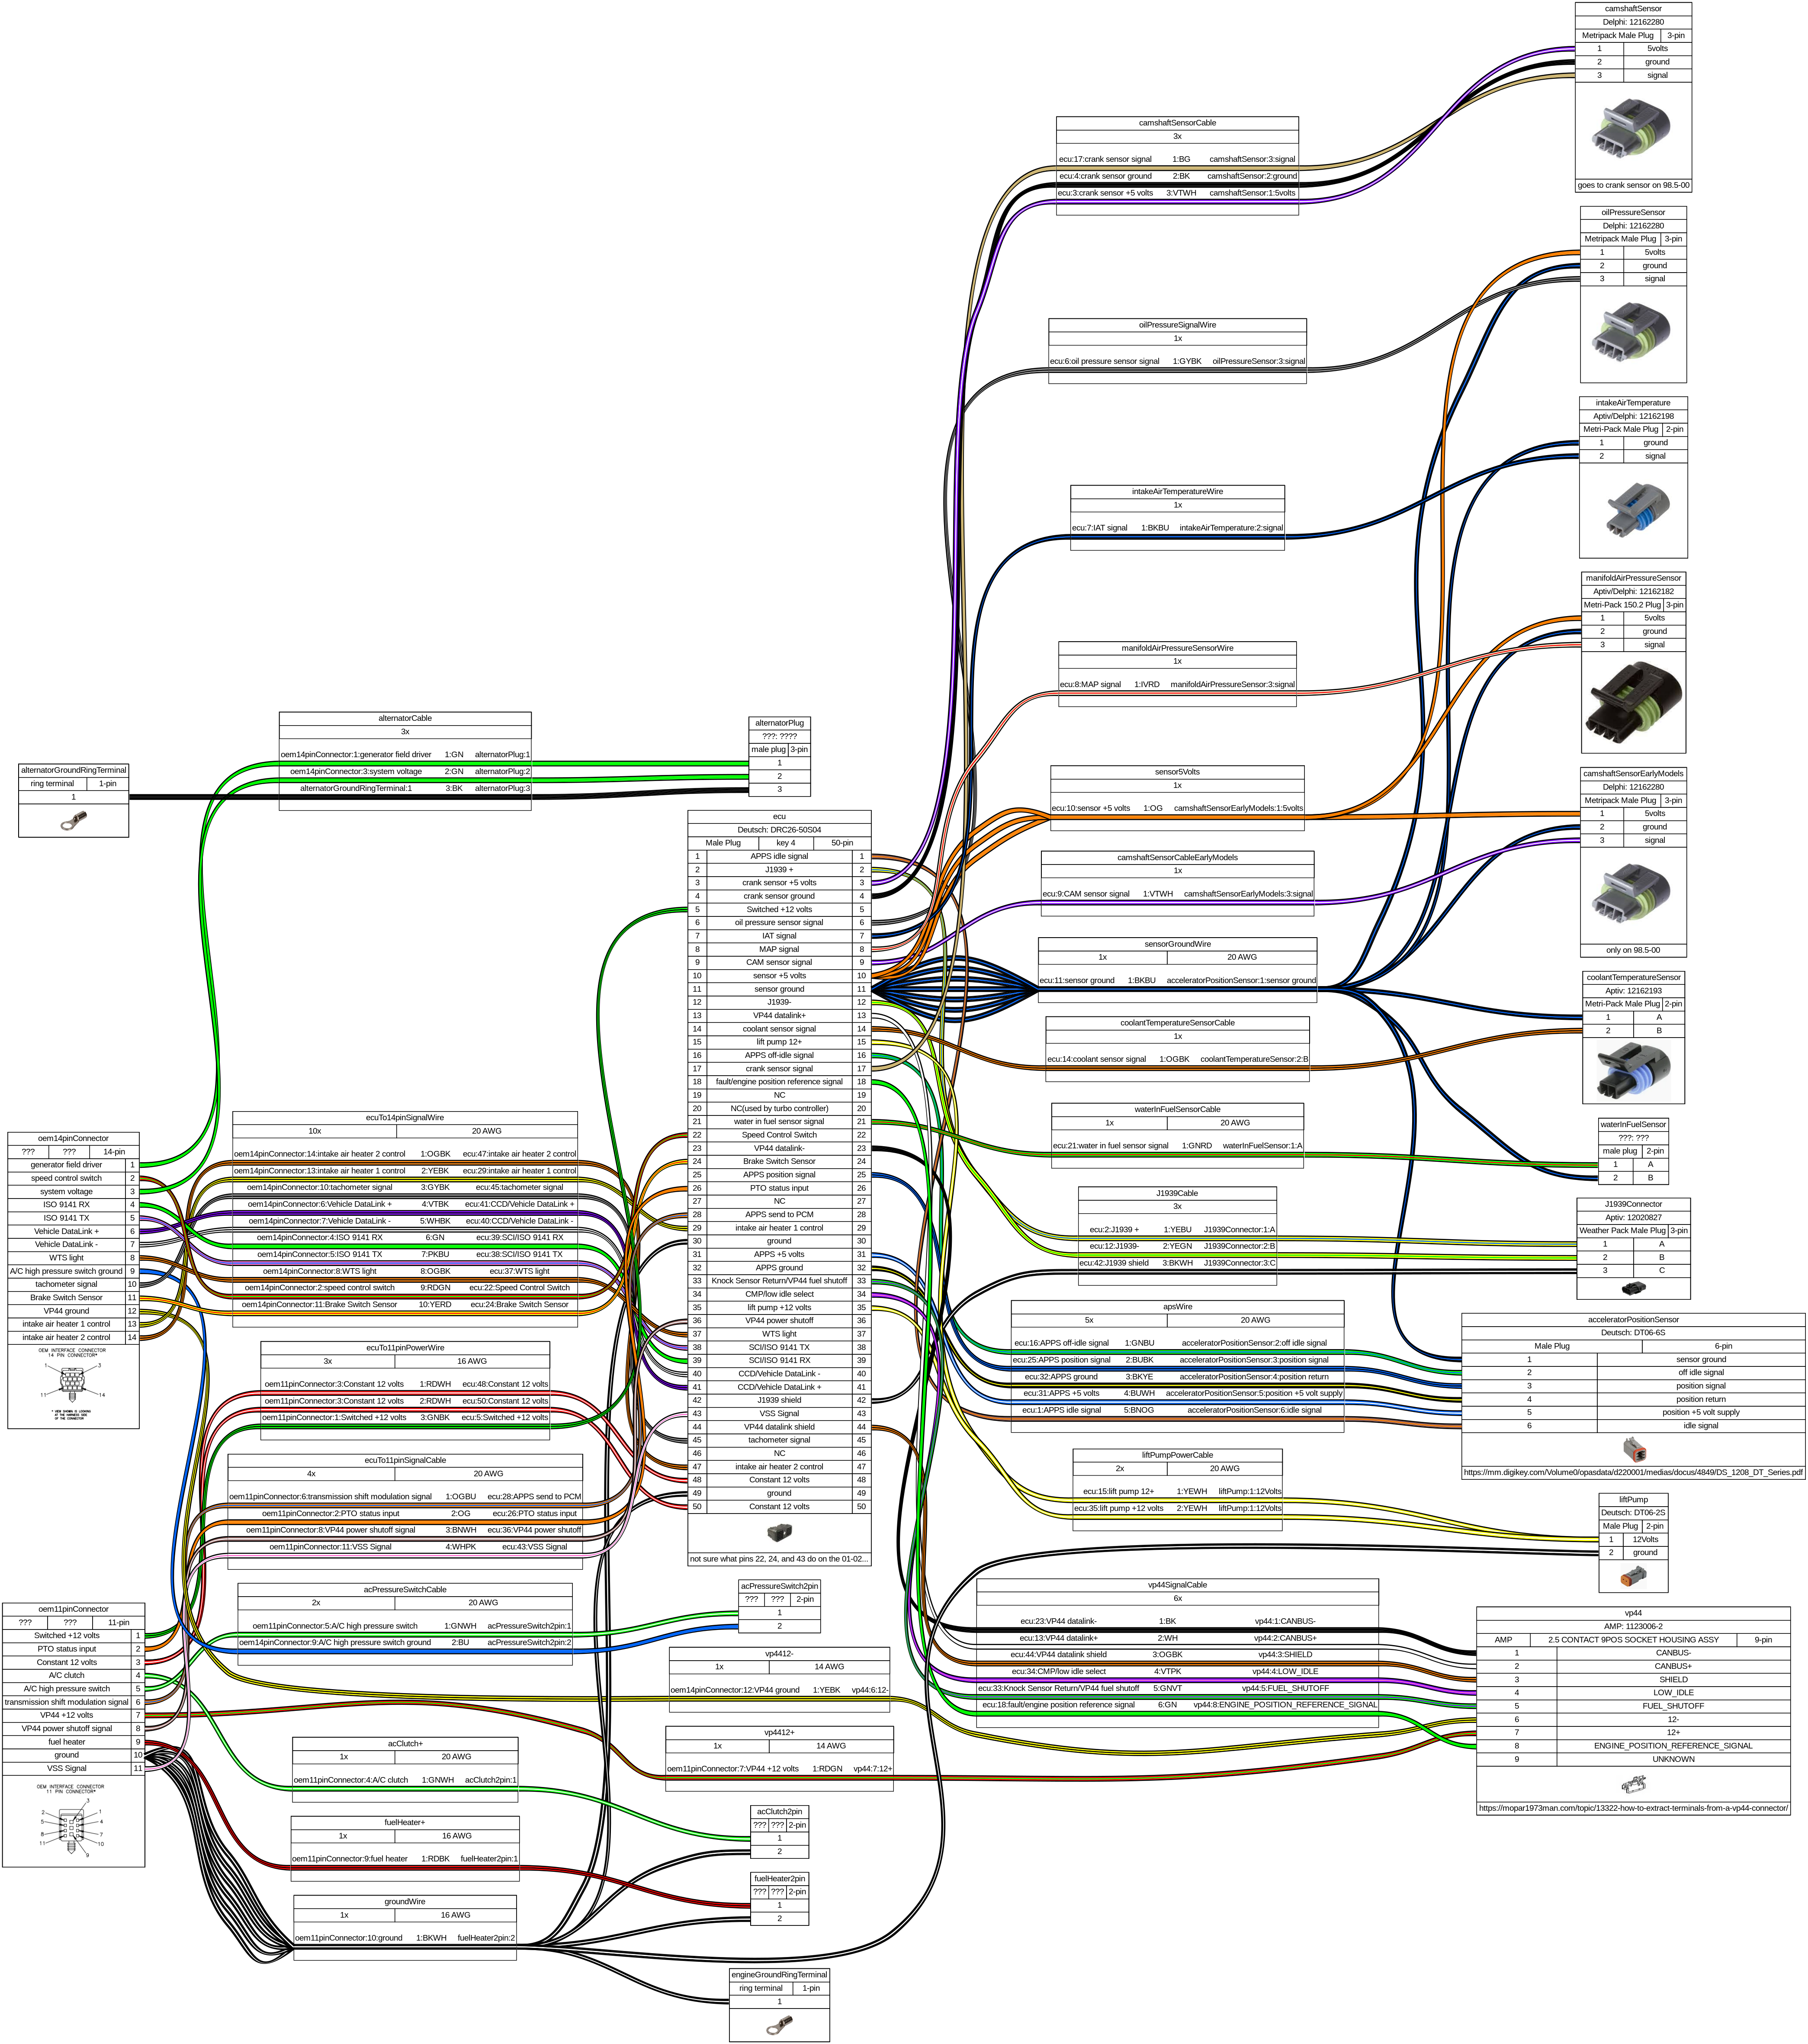 camshaftSensor
Delphi: 12162280
Metripack Male Plug 3-pin
1 5volts
2 ground
3 signal
goes to crank sensor on 98.5-00
camshaftSensorCable
3x
ecu:17:crank sensor signal 1:BG camshaftSensor:3:signal
ecu:4:crank sensor ground 2:BK camshaftSensor:2:ground
ecu:3:crank sensor +5 volts 3:VTWH camshaftSensor:1:5volts
oilPressureSensor
Delphi: 12162280
Metripack Male Plug 3-pin
1 5volts
2 ground
3 signal
oilPressureSignalWire
1x
ecu:6:oil pressure sensor signal 1:GYBK oilPressureSensor:3:signal
intakeAirTemperature
Aptiv/Delphi: 12162198
Metri-Pack Male Plug 2-pin
1 ground
2 signal
intakeAirTemperatureWire
1x
ecu:7:IAT signal 1:BKBU intakeAirTemperature:2:signal
manifoldAirPressureSensor
Aptiv/Delphi: 12162182
Metri-Pack 150.2 Plug 3-pin
1 5volts
2 ground
3 signal
manifoldAirPressureSensorWire
1x
ecu:8:MAP signal 1:IVRD manifoldAirPressureSensor:3:signal
alternatorCable
3x
oem14pinConnector:1:generator field driver 1:GN alternatorPlug:1
oem14pinConnector:3:system voltage 2:GN alternatorPlug:2
alternatorGroundRingTerminal:1 3:BK alternatorPlug:3
alternatorPlug
???: ????
male plug 3-pin
1
2
3
alternatorGroundRingTerminal
ring terminal 1-pin
1
sensor5Volts
1x
ecu:10:sensor +5 volts 1:OG camshaftSensorEarlyModels:1:5volts
camshaftSensorEarlyModels
Delphi: 12162280
Metripack Male Plug 3-pin
1 5volts
2 ground
3 signal
only on 98.5-00
camshaftSensorCableEarlyModels
1x
ecu:9:CAM sensor signal 1:VTWH camshaftSensorEarlyModels:3:signal
sensorGroundWire
1x 20 AWG
ecu:11:sensor ground 1:BKBU acceleratorPositionSensor:1:sensor ground
coolantTemperatureSensor
Aptiv: 12162193
Metri-Pack Male Plug 2-pin
1 A
2 B
coolantTemperatureSensorCable
1x
ecu:14:coolant sensor signal 1:OGBK coolantTemperatureSensor:2:B
ecu
Deutsch: DRC26-50S04
Male Plug key 4 50-pin
1 APPS idle signal 1
2 J1939 + 2
3 crank sensor +5 volts 3
4 crank sensor ground 4
5 Switched +12 volts 5
6 oil pressure sensor signal 6
7 IAT signal 7
8 MAP signal 8
9 CAM sensor signal 9
10 sensor +5 volts 10
11 sensor ground 11
12 J1939- 12
13 VP44 datalink+ 13
14 coolant sensor signal 14
15 lift pump 12+ 15
16 APPS off-idle signal 16
17 crank sensor signal 17
18 fault/engine position reference signal 18
19 NC 19
20 NC(used by turbo controller) 20
21 water in fuel sensor signal 21
22 Speed Control Switch 22
23 VP44 datalink- 23
24 Brake Switch Sensor 24
25 APPS position signal 25
26 PTO status input 26
27 NC 27
28 APPS send to PCM 28
29 intake air heater 1 control 29
30 ground 30
31 APPS +5 volts 31
32 APPS ground 32
33 Knock Sensor Return/VP44 fuel shutoff 33
34 CMP/low idle select 34
35 lift pump +12 volts 35
36 VP44 power shutoff 36
37 WTS light 37
38 SCI/ISO 9141 TX 38
39 SCI/ISO 9141 RX 39
40 CCD/Vehicle DataLink - 40
41 CCD/Vehicle DataLink + 41
42 J1939 shield 42
43 VSS Signal 43
44 VP44 datalink shield 44
45 tachometer signal 45
46 NC 46
47 intake air heater 2 control 47
48 Constant 12 volts 48
49 ground 49
50 Constant 12 volts 50
not sure what pins 22, 24, and 43 do on the 01-02...
waterInFuelSensorCable
1x 20 AWG
ecu:21:water in fuel sensor signal 1:GNRD waterInFuelSensor:1:A
waterInFuelSensor
???: ???
male plug 2-pin
1 A
2 B
J1939Cable
3x
ecu:2:J1939 + 1:YEBU J1939Connector:1:A
ecu:12:J1939- 2:YEGN J1939Connector:2:B
ecu:42:J1939 shield 3:BKWH J1939Connector:3:C
J1939Connector
Aptiv: 12020827
Weather Pack Male Plug 3-pin
1 A
2 B
3 C
oem14pinConnector
??? ??? 14-pin
generator field driver 1
speed control switch 2
system voltage 3
ISO 9141 RX 4
ISO 9141 TX 5
Vehicle DataLink + 6
Vehicle DataLink - 7
WTS light 8
A/C high pressure switch ground 9
tachometer signal 10
Brake Switch Sensor 11
VP44 ground 12
intake air heater 1 control 13
intake air heater 2 control 14
OEM INTERFACE CONNECTOR
14 PIN CONNECTOR*
1 3
11 14
* VIEW SHOWN IS LOOKING
AT THE HARNESS SIDE
OF THE CONNECTOR
ecuTo14pinSignalWire
10x 20 AWG
oem14pinConnector:14:intake air heater 2 control 1:OGBK ecu:47:intake air heater 2 control
oem14pinConnector:13:intake air heater 1 control 2:YEBK ecu:29:intake air heater 1 control
oem14pinConnector:10:tachometer signal 3:GYBK ecu:45:tachometer signal
oem14pinConnector:6:Vehicle DataLink + 4:VTBK ecu:41:CCD/Vehicle DataLink +
oem14pinConnector:7:Vehicle DataLink - 5:WHBK ecu:40:CCD/Vehicle DataLink -
oem14pinConnector:4:ISO 9141 RX 6:GN ecu:39:SCI/ISO 9141 RX
oem14pinConnector:5:ISO 9141 TX 7:PKBU ecu:38:SCI/ISO 9141 TX
oem14pinConnector:8:WTS light 8:OGBK ecu:37:WTS light
oem14pinConnector:2:speed control switch 9:RDGN ecu:22:Speed Control Switch
oem14pinConnector:11:Brake Switch Sensor 10:YERD ecu:24:Brake Switch Sensor
ecuTo11pinPowerWire
3x 16 AWG
oem11pinConnector:3:Constant 12 volts 1:RDWH ecu:48:Constant 12 volts
oem11pinConnector:3:Constant 12 volts 2:RDWH ecu:50:Constant 12 volts
oem11pinConnector:1:Switched +12 volts 3:GNBK ecu:5:Switched +12 volts
ecuTo11pinSignalCable
4x 20 AWG
oem11pinConnector:6:transmission shift modulation signal 1:OGBU ecu:28:APPS send to PCM
oem11pinConnector:2:PTO status input 2:OG ecu:26:PTO status input
oem11pinConnector:8:VP44 power shutoff signal 3:BNWH ecu:36:VP44 power shutoff
oem11pinConnector:11:VSS Signal 4:WHPK ecu:43:VSS Signal
apsWire
5x 20 AWG
ecu:16:APPS off-idle signal 1:GNBU acceleratorPositionSensor:2:off idle signal
ecu:25:APPS position signal 2:BUBK acceleratorPositionSensor:3:position signal
ecu:32:APPS ground 3:BKYE acceleratorPositionSensor:4:position return
ecu:31:APPS +5 volts 4:BUWH acceleratorPositionSensor:5:position +5 volt supply
ecu:1:APPS idle signal 5:BNOG acceleratorPositionSensor:6:idle signal
acceleratorPositionSensor
Deutsch: DT06-6S
Male Plug 6-pin
1 sensor ground
2 off idle signal
3 position signal
4 position return
5 position +5 volt supply
6 idle signal
https://mm.digikey.com/Volume0/opasdata/d220001/medias/docus/4849/DS_1208_DT_Series.pdf
liftPumpPowerCable
2x 20 AWG
ecu:15:lift pump 12+ 1:YEWH liftPump:1:12Volts
ecu:35:lift pump +12 volts 2:YEWH liftPump:1:12Volts
liftPump
Deutsch: DT06-2S
Male Plug 2-pin
1 12Volts
2 ground
oem11pinConnector
??? ??? 11-pin
Switched +12 volts 1
PTO status input 2
Constant 12 volts 3
A/C clutch 4
A/C high pressure switch 5
transmission shift modulation signal 6
VP44 +12 volts 7
VP44 power shutoff signal 8
fuel heater 9
ground 10
VSS Signal 11
OEM INTERFACE CONNECTOR
11 PIN CONNECTOR*
3
2 1
5 4
8 7
11 10
9
acPressureSwitchCable
2x 20 AWG
oem11pinConnector:5:A/C high pressure switch 1:GNWH acPressureSwitch2pin:1
oem14pinConnector:9:A/C high pressure switch ground 2:BU acPressureSwitch2pin:2
acPressureSwitch2pin
??? ??? 2-pin
1
2
vp4412-
1x 14 AWG
oem14pinConnector:12:VP44 ground 1:YEBK vp44:6:12-
vp4412+
1x 14 AWG
oem11pinConnector:7:VP44 +12 volts 1:RDGN vp44:7:12+
vp44SignalCable
6x
ecu:23:VP44 datalink- 1:BK vp44:1:CANBUS-
ecu:13:VP44 datalink+ 2:WH vp44:2:CANBUS+
ecu:44:VP44 datalink shield 3:OGBK vp44:3:SHIELD
ecu:34:CMP/low idle select 4:VTPK vp44:4:LOW_IDLE
ecu:33:Knock Sensor Return/VP44 fuel shutoff 5:GNVT vp44:5:FUEL_SHUTOFF
ecu:18:fault/engine position reference signal 6:GN vp44:8:ENGINE_POSITION_REFERENCE_SIGNAL
vp44
AMP: 1123006-2
AMP 2.5 CONTACT 9POS SOCKET HOUSING ASSY 9-pin
1 CANBUS-
2 CANBUS+
3 SHIELD
4 LOW_IDLE
5 FUEL_SHUTOFF
6 12-
7 12+
8 ENGINE_POSITION_REFERENCE_SIGNAL
9 UNKNOWN
https://mopar1973man.com/topic/13322-how-to-extract-terminals-from-a-vp44-connector/
acClutch+
1x 20 AWG
oem11pinConnector:4:A/C clutch 1:GNWH acClutch2pin:1
acClutch2pin
??? ??? 2-pin
1
2
fuelHeater+
1x 16 AWG
oem11pinConnector:9:fuel heater 1:RDBK fuelHeater2pin:1
fuelHeater2pin
??? ??? 2-pin
1
2
groundWire
1x 16 AWG
oem11pinConnector:10:ground 1:BKWH fuelHeater2pin:2
engineGroundRingTerminal
ring terminal 1-pin
1